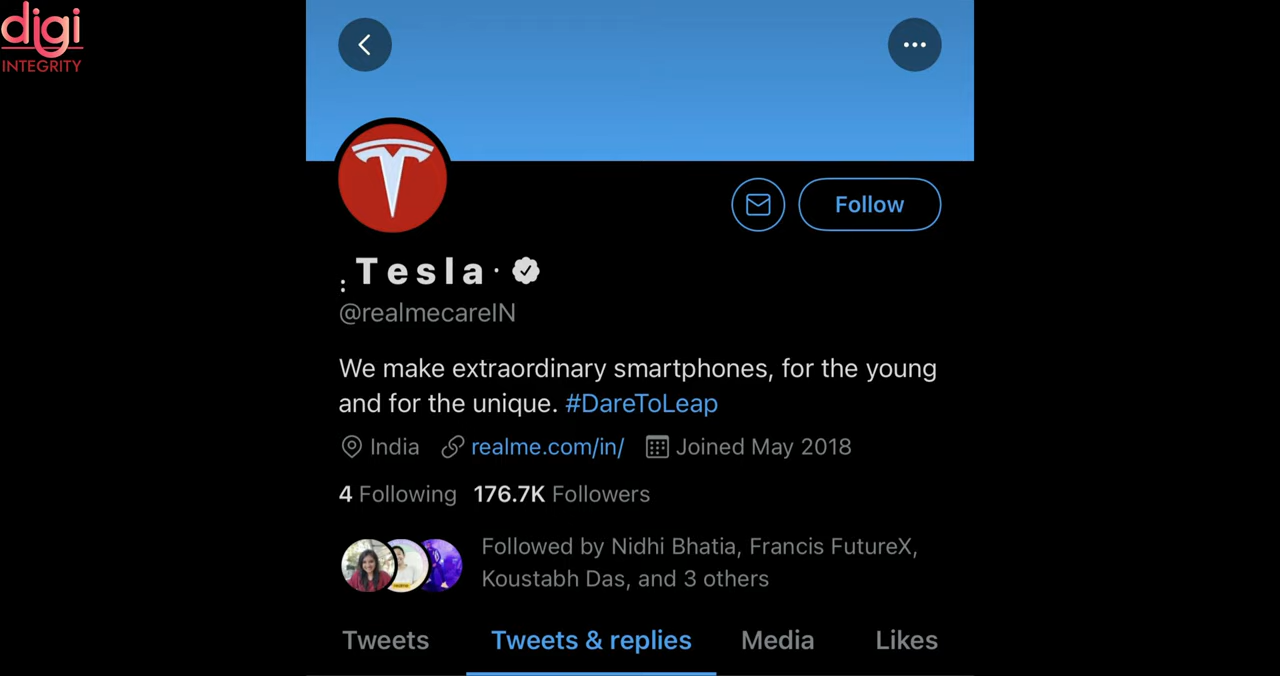 digi
INTEGRITY
: Tesla·
@realmecareIN
Follow
We make extraordinary smartphones, for the young
and for the unique. #DareToLeap
India realme.com/in/ Joined May 2018
4 Following 176.7K Followers
Followed by Nidhi Bhatia, Francis FutureX,
Koustabh Das, and 3 others
Tweets Tweets & replies Media Likes